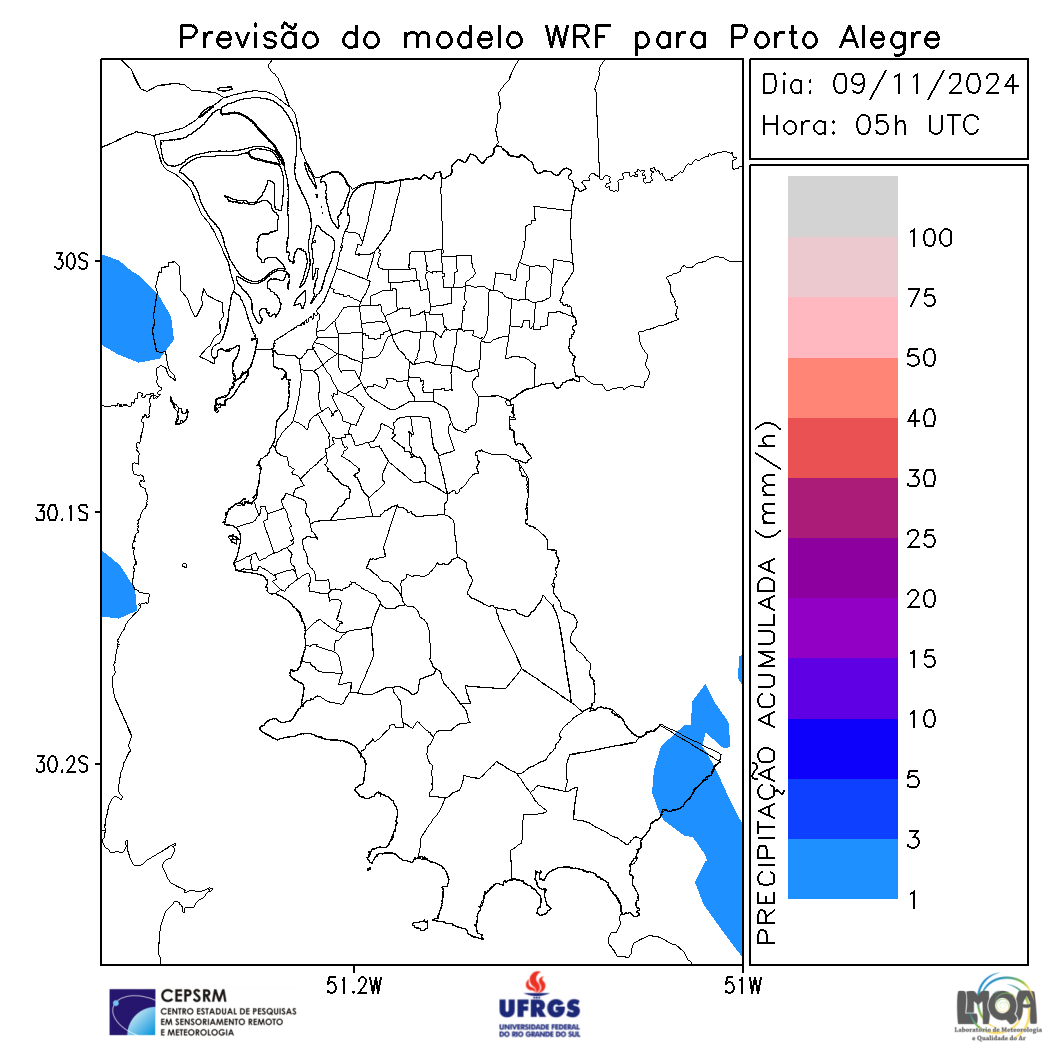 Previsão do modelo WRF para Porto Alegre
Dia: 09/11/2024
Hora: 05h UTC
30S
30.1S
30.2S
51.2W
51W
PRECIPITAÇÃO ACUMULADA (mm/h)
100
75
50
40
30
25
20
15
10
5
3
1
CEPSRM
CENTRO ESTADUAL DE PESQUISAS
EM SENSORIAMENTO REMOTO
E METEOROLOGIA
UFRGS
UNIVERSIDADE FEDERAL
DO RIO GRANDE DO SUL
LMQA
Laboratório de Meteorologia
e Qualidade do Ar